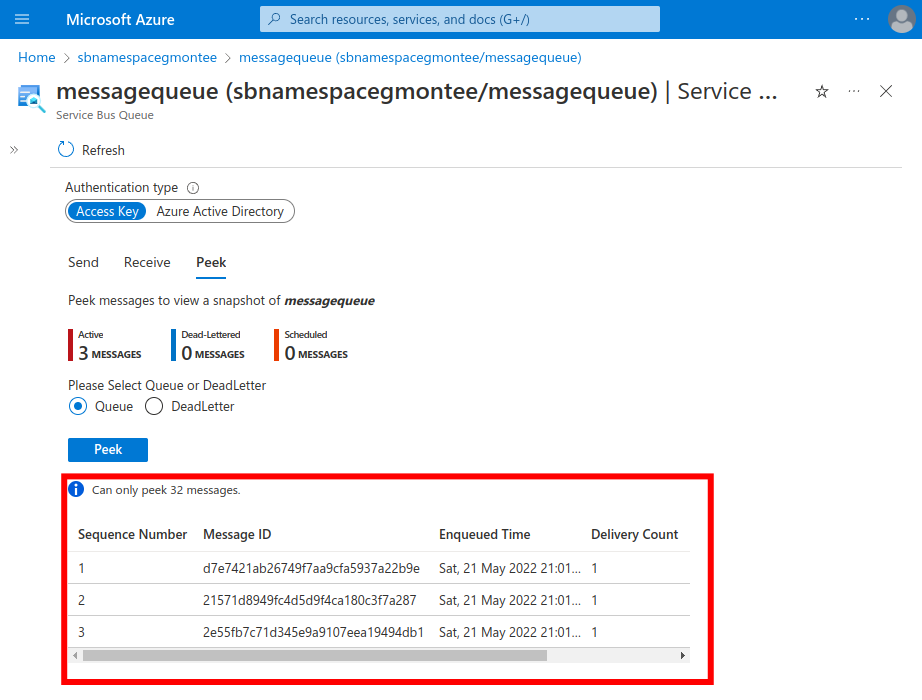 Microsoft Azure
Search resources, services, and docs (G+/)
Home > sbnamespacegmontee > messagequeue (sbnamespacegmontee/messagequeue)
messagequeue (sbnamespacegmontee/messagequeue) | Service ...
Service Bus Queue
Refresh
Authentication type
Access Key Azure Active Directory
Send Receive Peek
Peek messages to view a snapshot of messagequeue
Active Dead-Lettered Scheduled
3 MESSAGES 0 MESSAGES 0 MESSAGES
Please Select Queue or DeadLetter
Queue DeadLetter
Peek
Can only peek 32 messages.
Sequence Number Message ID Enqueued Time Delivery Count
1 d7e7421ab26749f7aa9cfa5937a22b9e Sat, 21 May 2022 21:01... 1
2 21571d8949fc4d5d9f4ca180c3f7a287 Sat, 21 May 2022 21:01... 1
3 2e55fb7c71d345e9a9107eea19494db1 Sat, 21 May 2022 21:01... 1